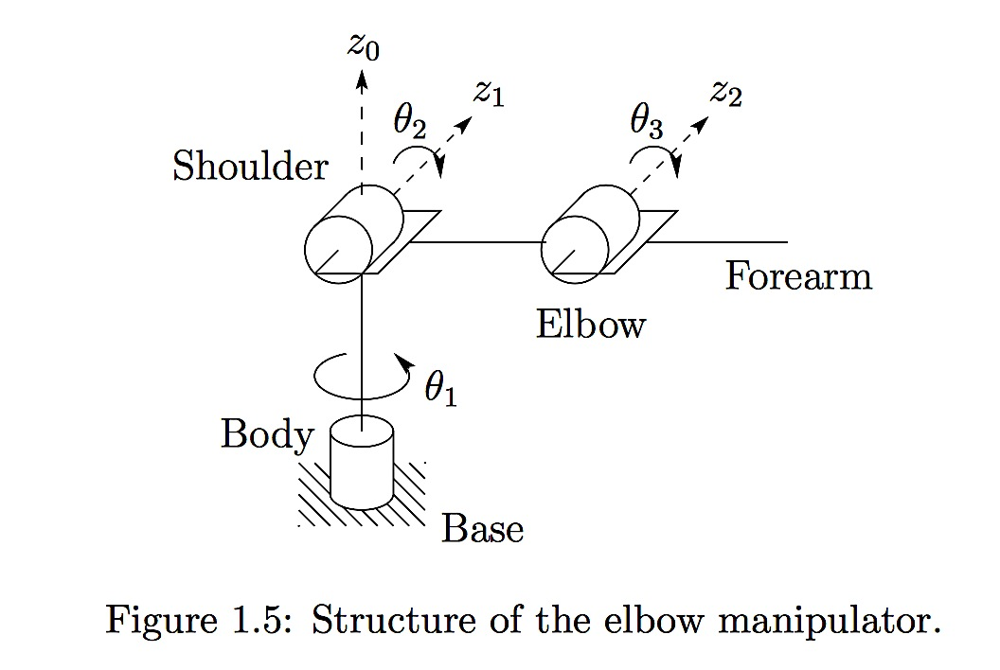 z0
z1
z2
θ2
θ3
Shoulder
Forearm
Elbow
θ1
Body
Base
Figure 1.5: Structure of the elbow manipulator.